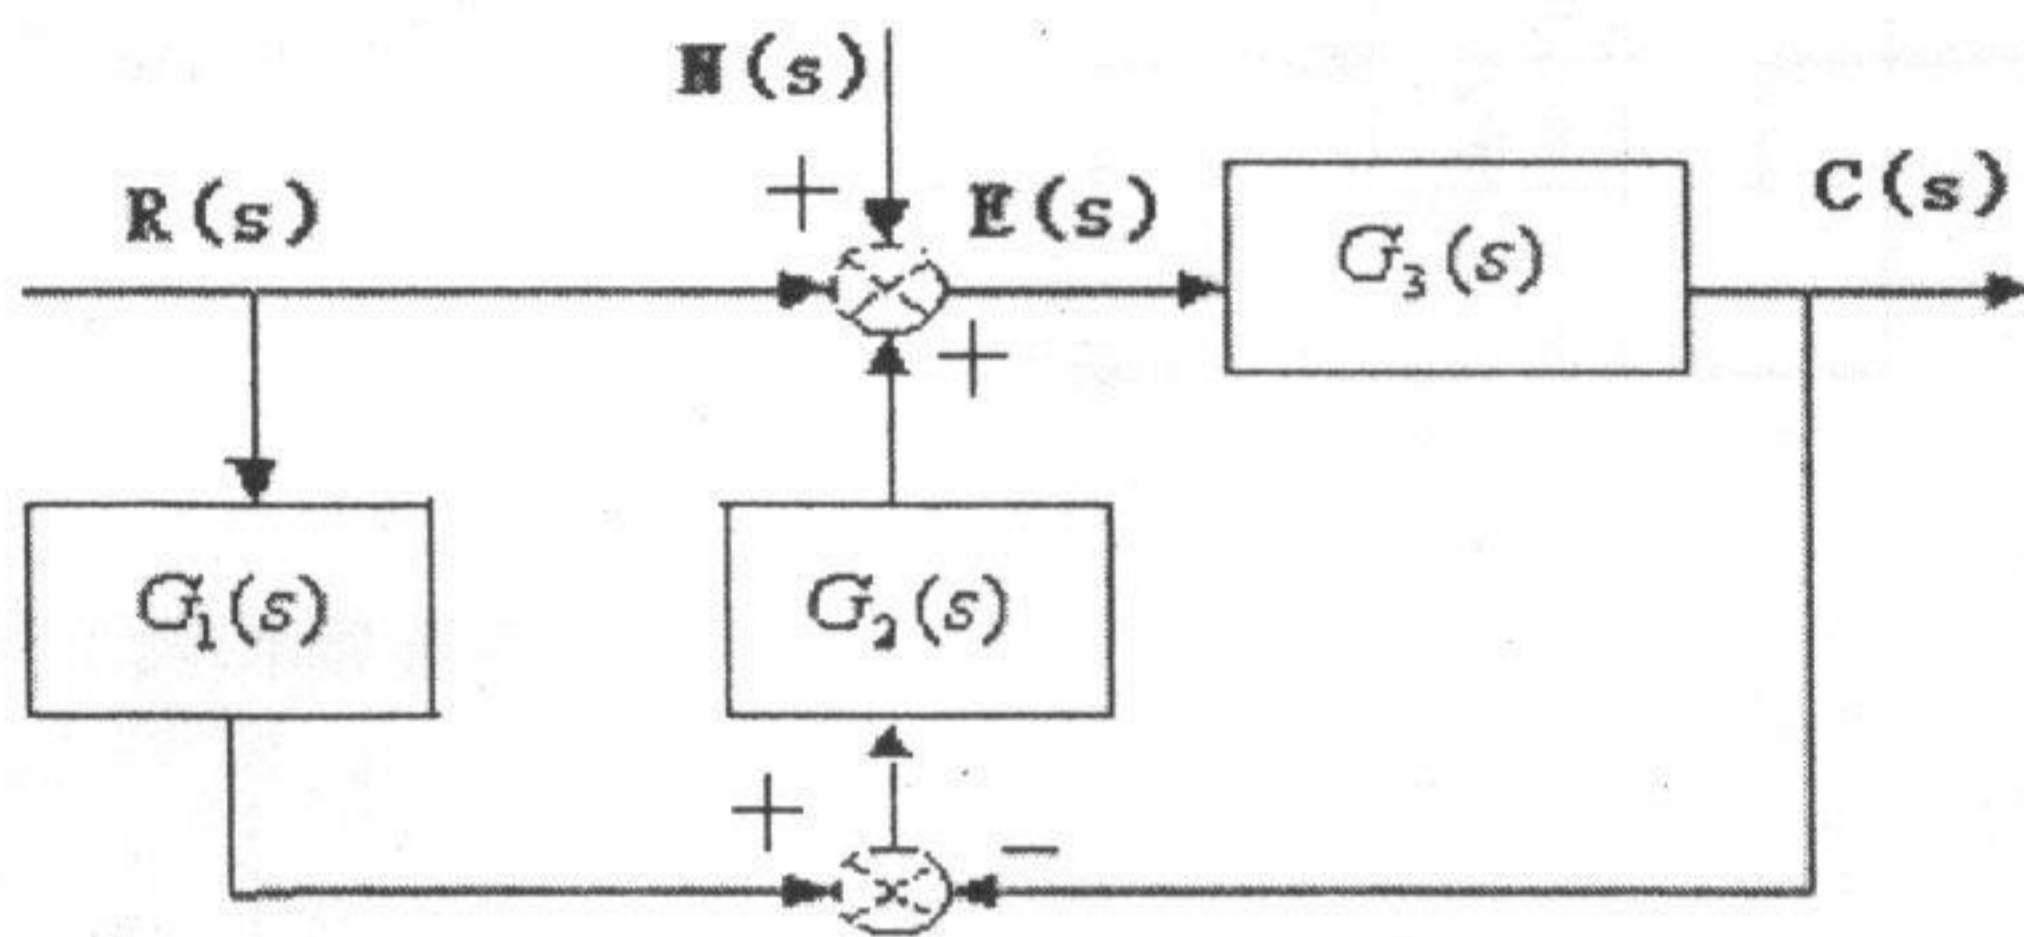 N(s)
+
R(s)
E(s)
G₃(s)
C(s)
+
G₁(s)
G₂(s)
+
−